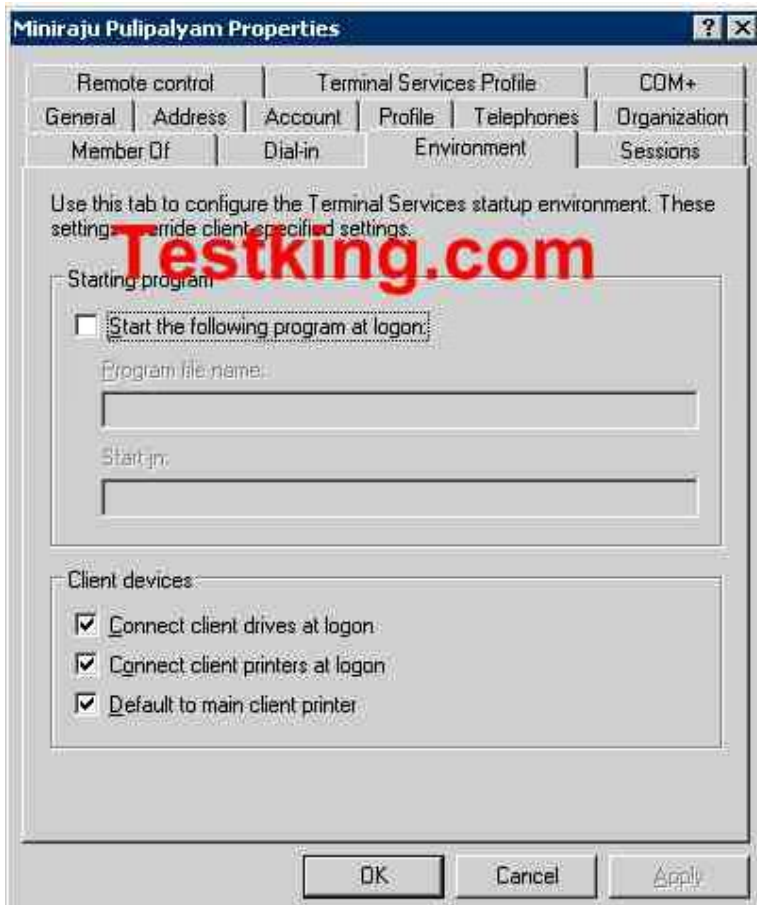 Miniraju Pulipalyam Properties
Remote control Terminal Services Profile COM+
General Address Account Profile Telephones Organization
Member Of Dial-in Environment Sessions
Use this tab to configure the Terminal Services startup environment. These
settings override client-specified settings.
Testking.com
Starting program
Start the following program at logon:
Program file name:
Start in:
Client devices
Connect client drives at logon
Connect client printers at logon
Default to main client printer
OK Cancel Apply